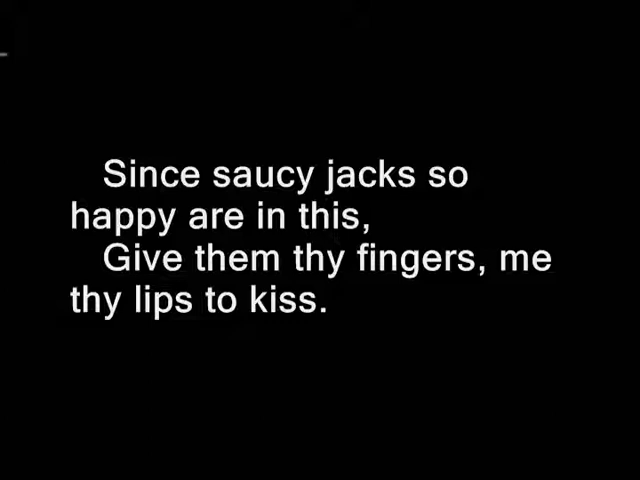 Since saucy jacks so
happy are in this,
Give them thy fingers, me
thy lips to kiss.